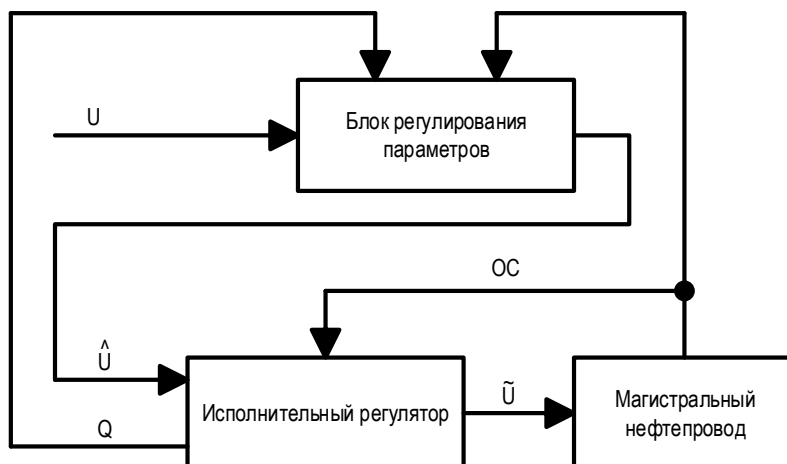 U
Блок регулирования
параметров
ОС
Û
Исполнительный регулятор
Ũ
Магистральный
нефтепровод
Q